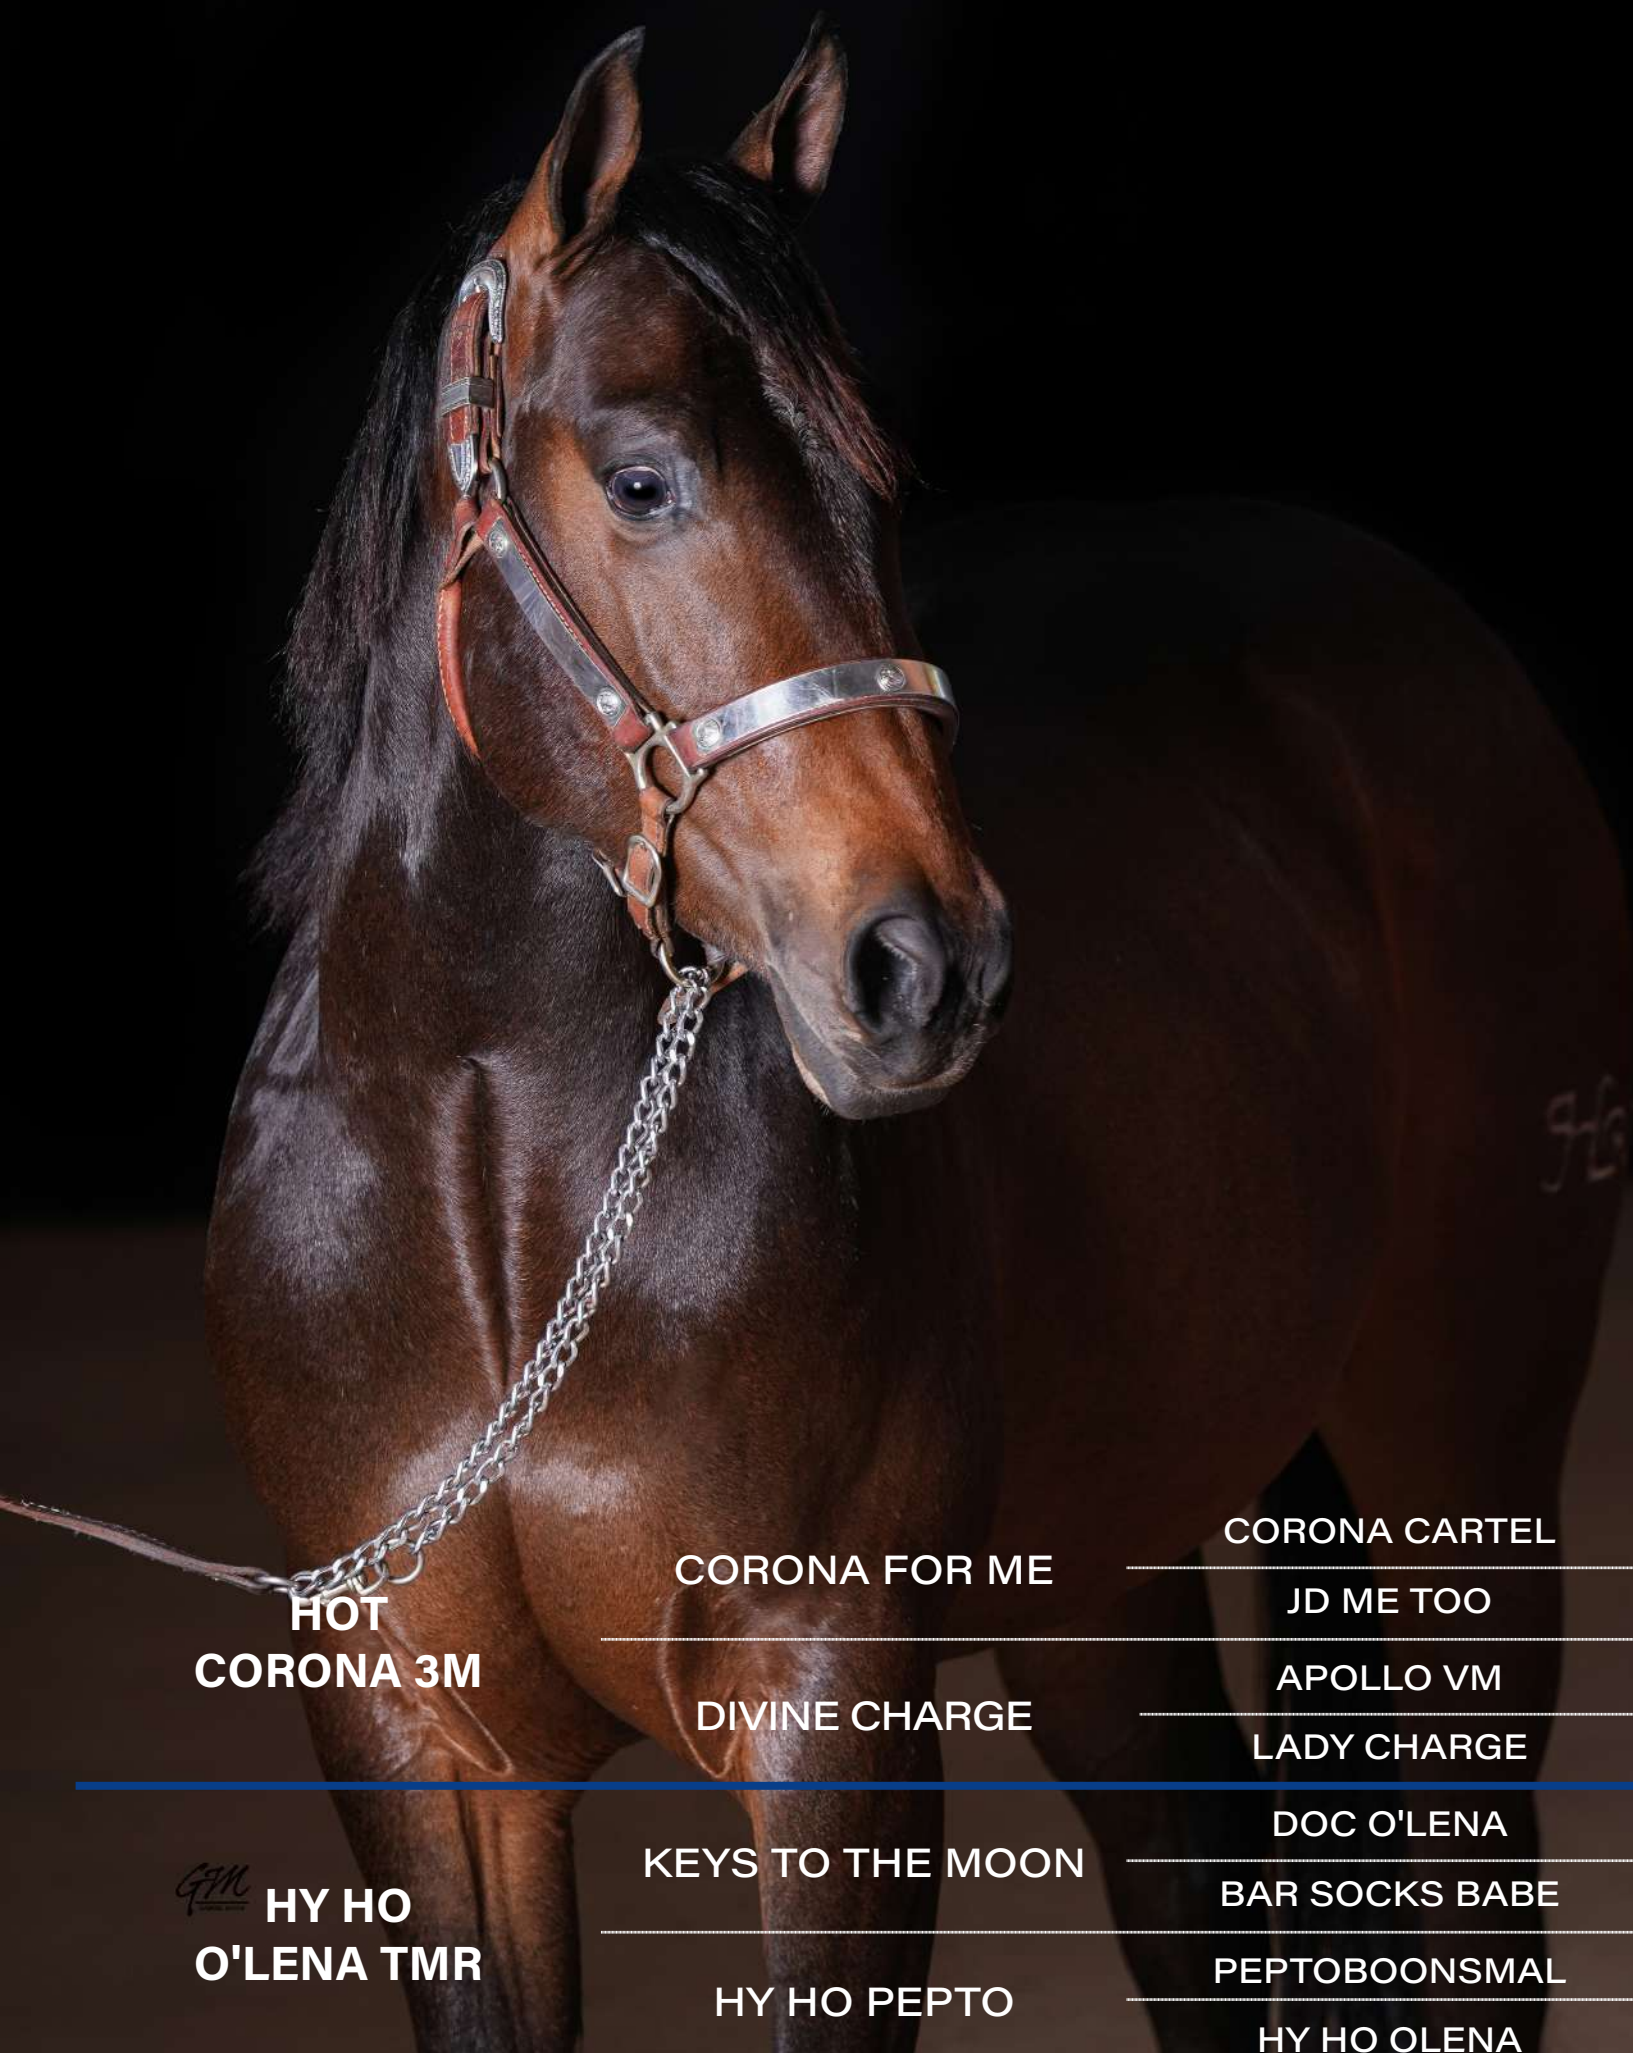 CORONA CARTEL
CORONA FOR ME
JD ME TOO
HOT
CORONA 3M
APOLLO VM
DIVINE CHARGE
LADY CHARGE
DOC O'LENA
KEYS TO THE MOON
BAR SOCKS BABE
HY HO
O'LENA TMR
PEPTOBOONSMAL
HY HO PEPTO
HY HO OLENA
GM